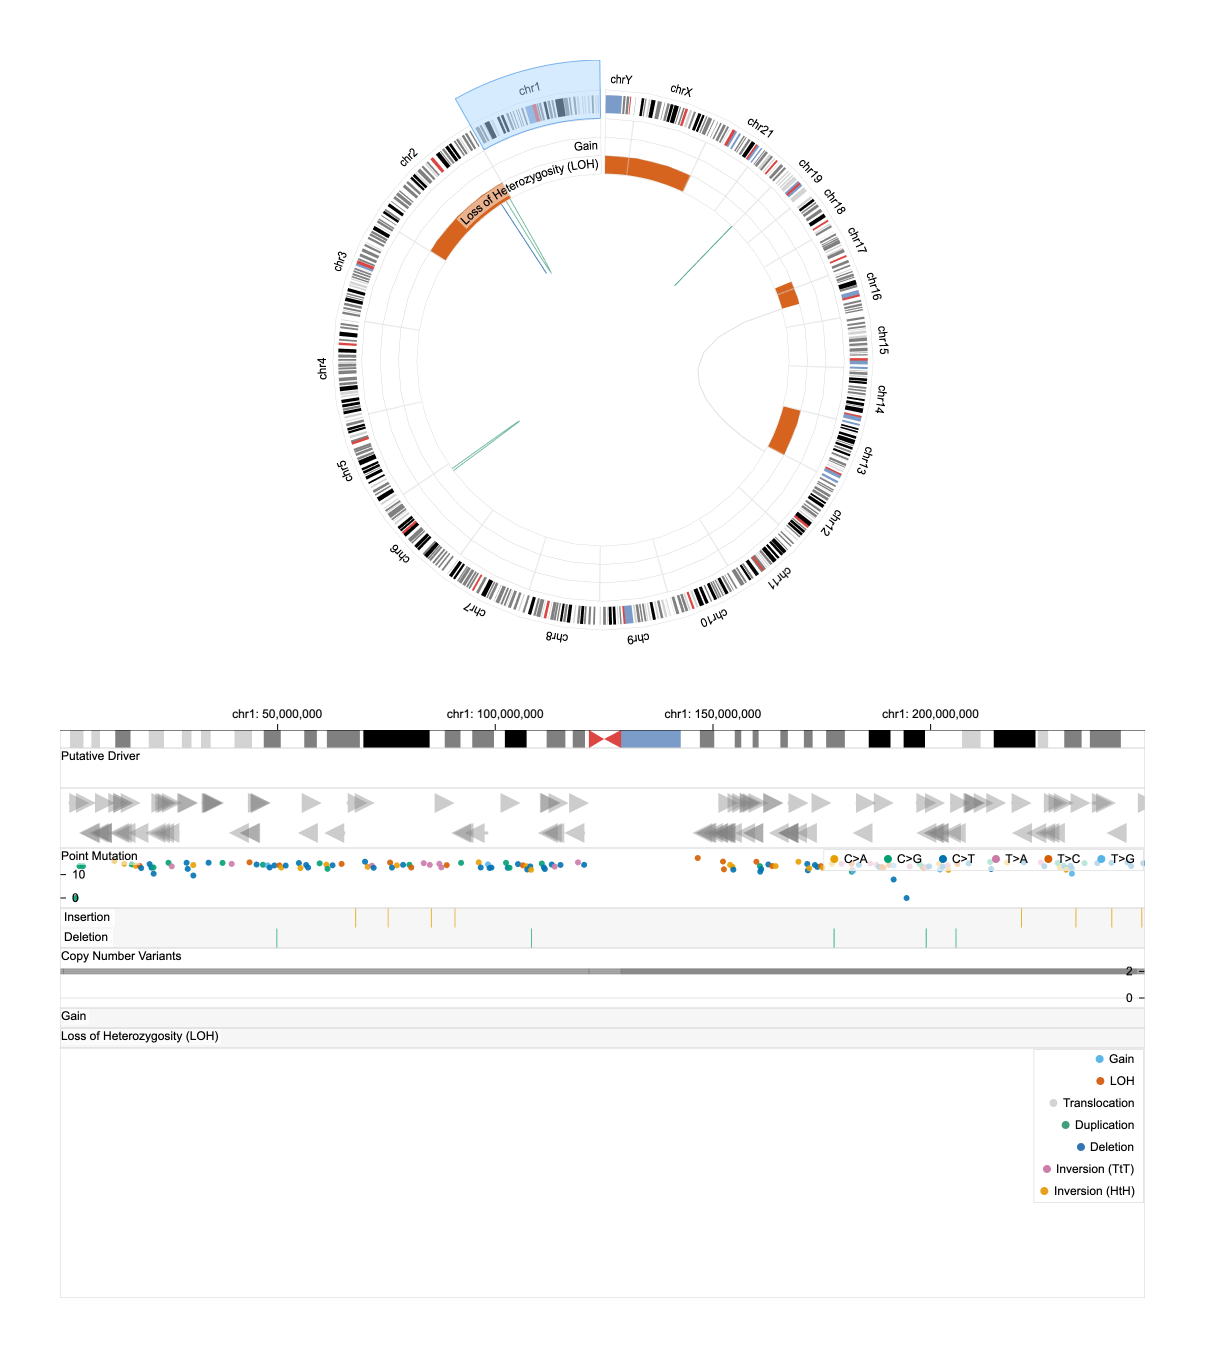 chrY
chrX
chr1
chr21
Gain
chr2
Loss of Heterozygosity (LOH)
chr19
chr18
chr17
chr3
chr16
chr15
chr4
chr14
chr5
chr13
chr12
chr6
chr11
chr7
chr10
chr8
chr9
chr1: 50,000,000
chr1: 100,000,000
chr1: 150,000,000
chr1: 200,000,000
Putative Driver
Point Mutation
C>A
C>G
C>T
T>A
T>C
T>G
10
0
Insertion
Deletion
Copy Number Variants
2
0
Gain
Loss of Heterozygosity (LOH)
Gain
LOH
Translocation
Duplication
Deletion
Inversion (TtT)
Inversion (HtH)